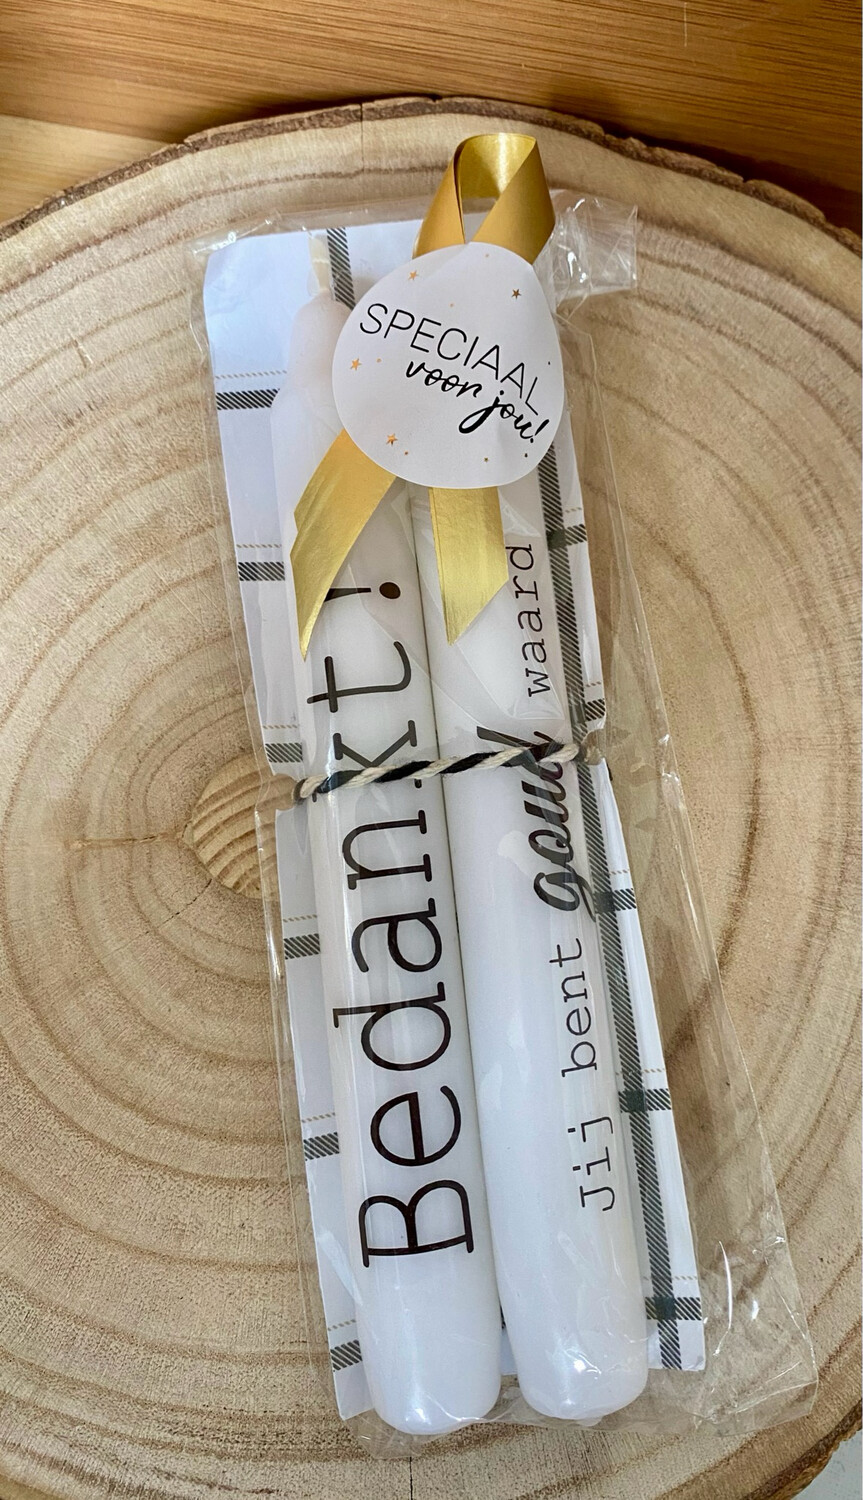 SPECIAAL
voor jou!
Bedankt!
Jij bent goud waard